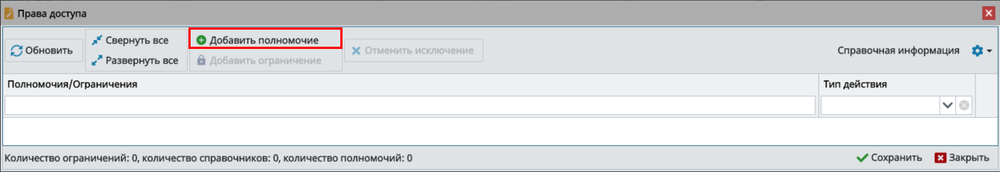 Права доступа
Обновить
Свернуть все
Развернуть все
Добавить полномочие
Добавить ограничение
Отменить исключение
Справочная информация
Полномочия/Ограничения
Тип действия
Количество ограничений: 0, количество справочников: 0, количество полномочий: 0
Сохранить
Закрыть